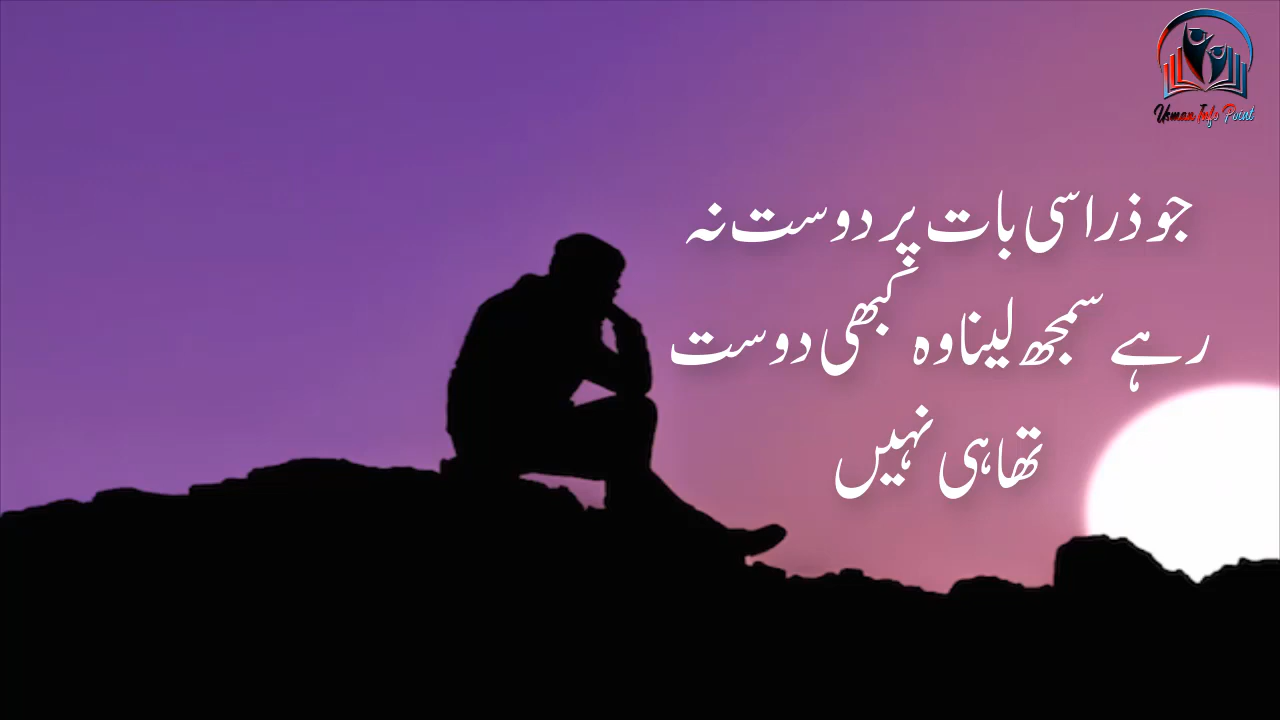 Usman Info Point
جو ذرا سی بات پر دوست نہ
رہے سمجھ لینا وہ کبھی دوست
تھا ہی نہیں